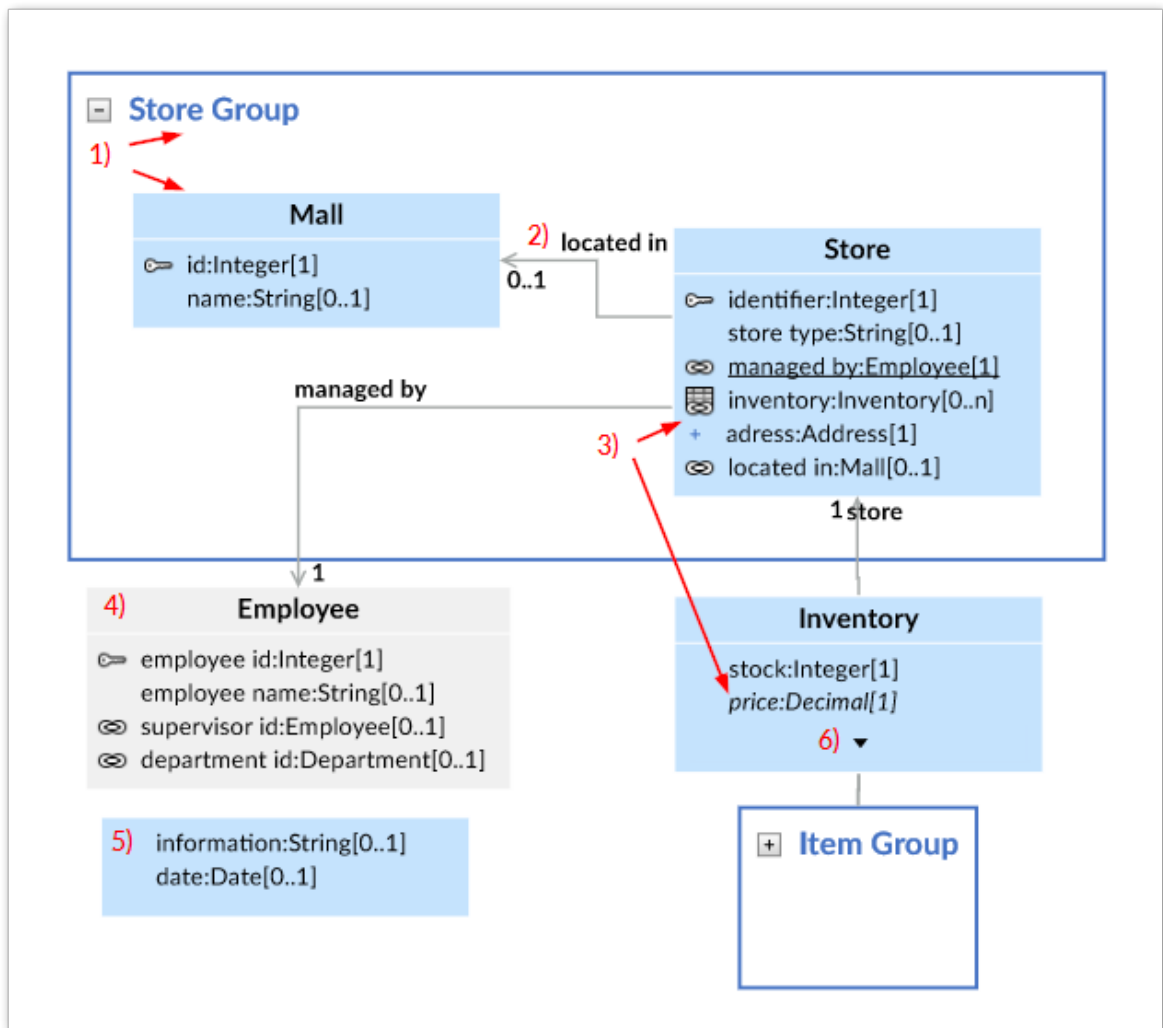 Store Group
1)
Mall
id:Integer[1]
name:String[0..1]
2) located in
0..1
Store
identifier:Integer[1]
store type:String[0..1]
managed by:Employee[1]
inventory:Inventory[0..n]
adress:Address[1]
located in:Mall[0..1]
managed by
3)
1 store
1
4) Employee
employee id:Integer[1]
employee name:String[0..1]
supervisor id:Employee[0..1]
department id:Department[0..1]
Inventory
stock:Integer[1]
price:Decimal[1]
6)
5) information:String[0..1]
date:Date[0..1]
Item Group